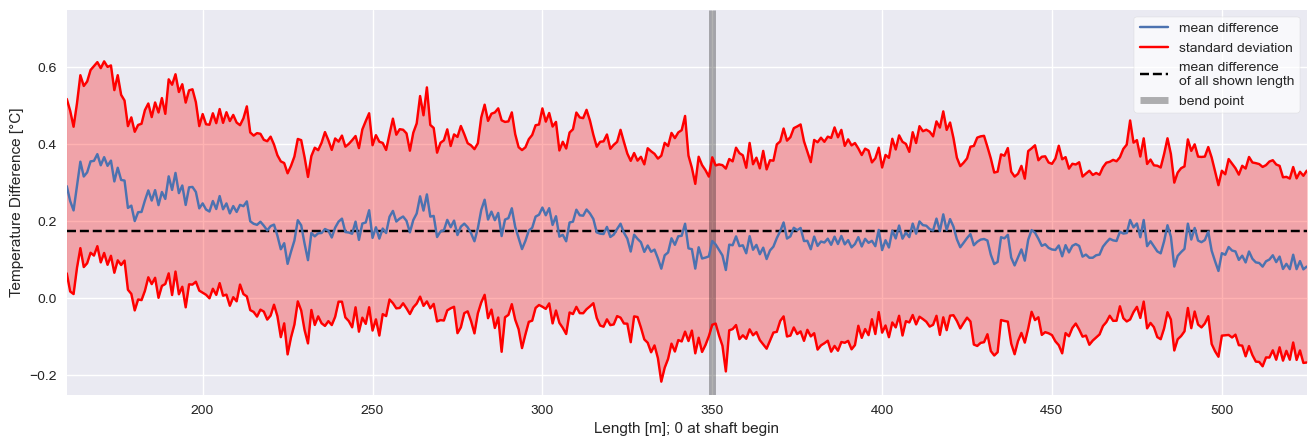 mean difference
standard deviation
mean difference
of all shown length
bend point
0.6
0.4
0.2
0.0
−0.2
Temperature Difference [°C]
200
250
300
350
400
450
500
Length [m]; 0 at shaft begin